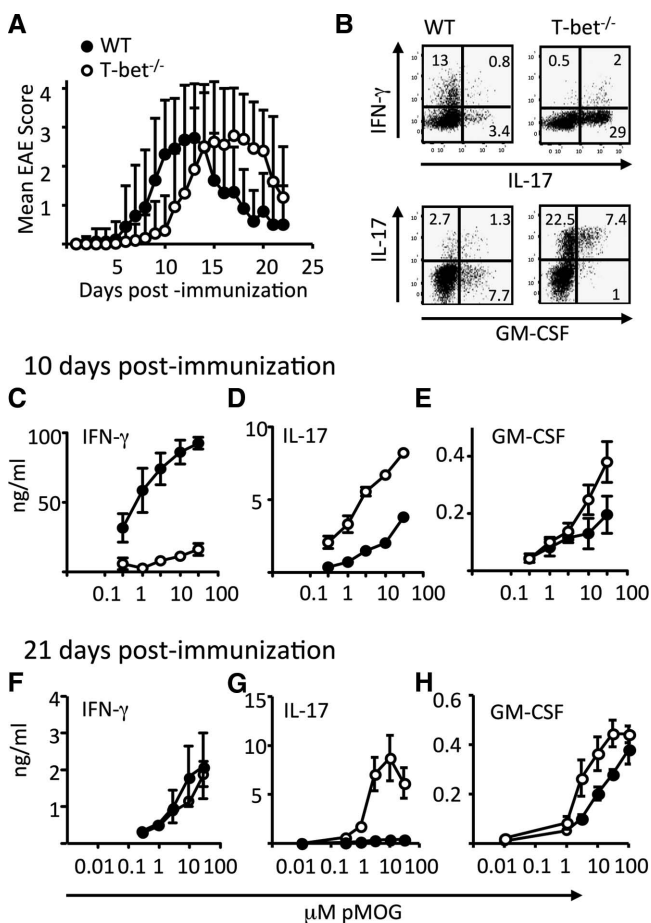 A
WT
T-bet-/-
Mean EAE Score
4
3
2
1
5 10 15 20 25
Days post -immunization
B
WT T-bet-/-
IFN-γ
13 0.8
3.4
0.5 2
29
IL-17
IL-17
2.7 1.3
7.7
22.5 7.4
1
GM-CSF
10 days post-immunization
C
IFN-γ
ng/ml
100
50
0.1 1 10 100
D
IL-17
10
5
0.1 1 10 100
E
GM-CSF
0.4
0.2
0.1 1 10 100
21 days post-immunization
F
IFN-γ
ng/ml
4
3
2
1
0.01 0.1 1 10 100
G
IL-17
15
10
5
0.01 0.1 1 10 100
H
GM-CSF
0.6
0.4
0.2
0.01 0.1 1 10 100
μM pMOG